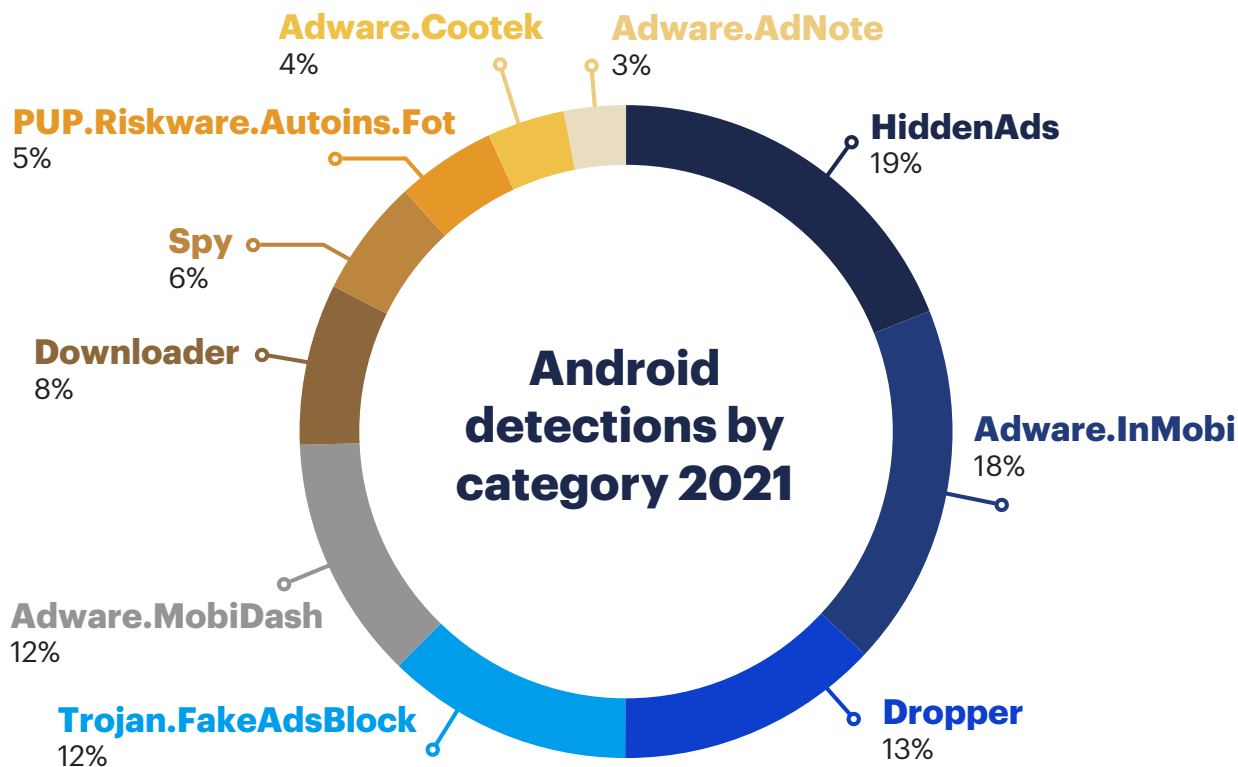 Adware.Cootek
4%
Adware.AdNote
3%
PUP.Riskware.Autoins.Fot
5%
HiddenAds
19%
Spy
6%
Downloader
8%
Android
detections by
category 2021
Adware.InMobi
18%
Adware.MobiDash
12%
Trojan.FakeAdsBlock
12%
Dropper
13%